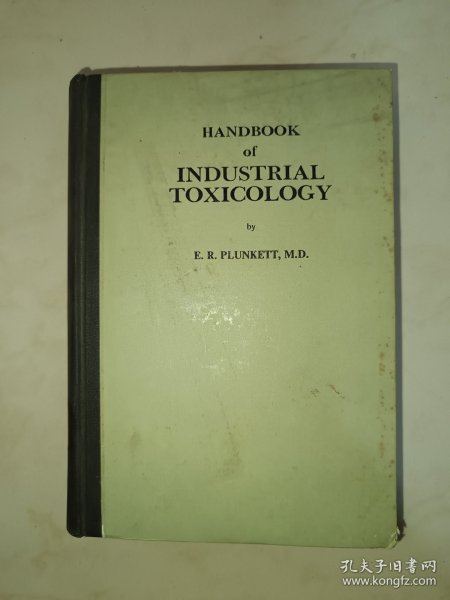 HANDBOOK
of
INDUSTRIAL
TOXICOLOGY
by
E. R. PLUNKETT, M.D.
孔夫子旧书网
www.kongfz.com